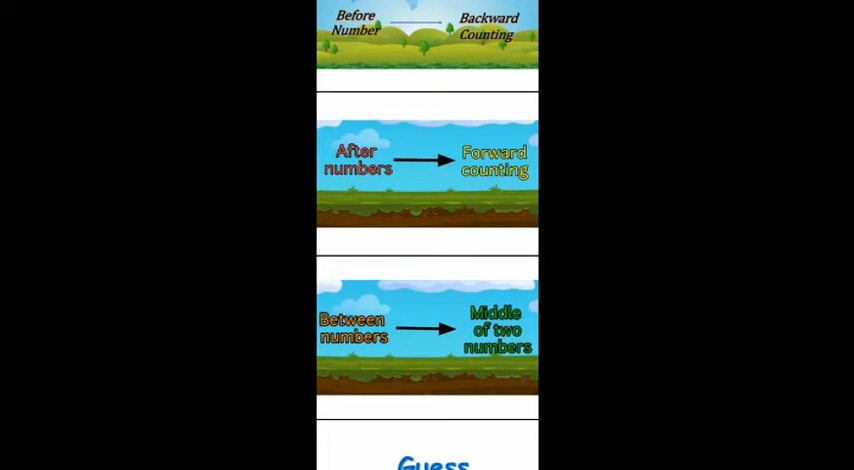 Before
Number
Backward
Counting
After
numbers
Forward
counting
Between
numbers
Middle
of two
numbers
Guess